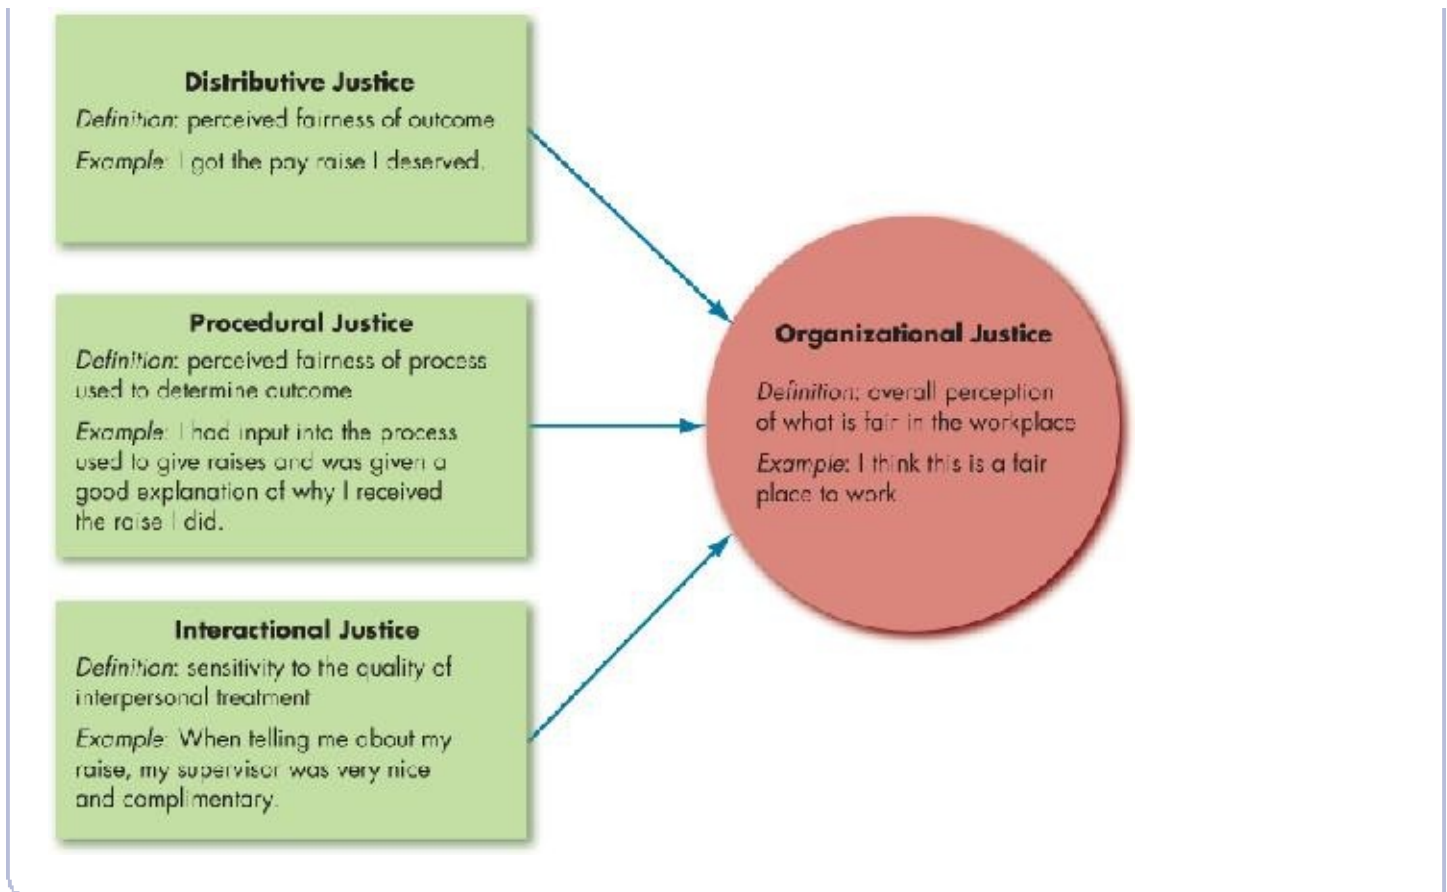 Distributive Justice
Definition: perceived fairness of outcome
Example: I got the pay raise I deserved.
Procedural Justice
Definition: perceived fairness of process
used to determine outcome
Example: I had input into the process
used to give raises and was given a
good explanation of why I received
the raise I did.
Interactional Justice
Definition: sensitivity to the quality of
interpersonal treatment
Example: When telling me about my
raise, my supervisor was very nice
and complimentary.
Organizational Justice
Definition: overall perception
of what is fair in the workplace
Example: I think this is a fair
place to work